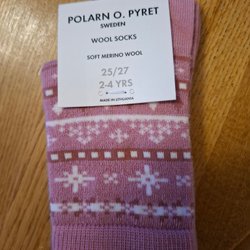 POLARN O. PYRET
SWEDEN
WOOL SOCKS
SOFT MERINO WOOL
25/27
2-4 YRS
MADE IN LITHUANIA